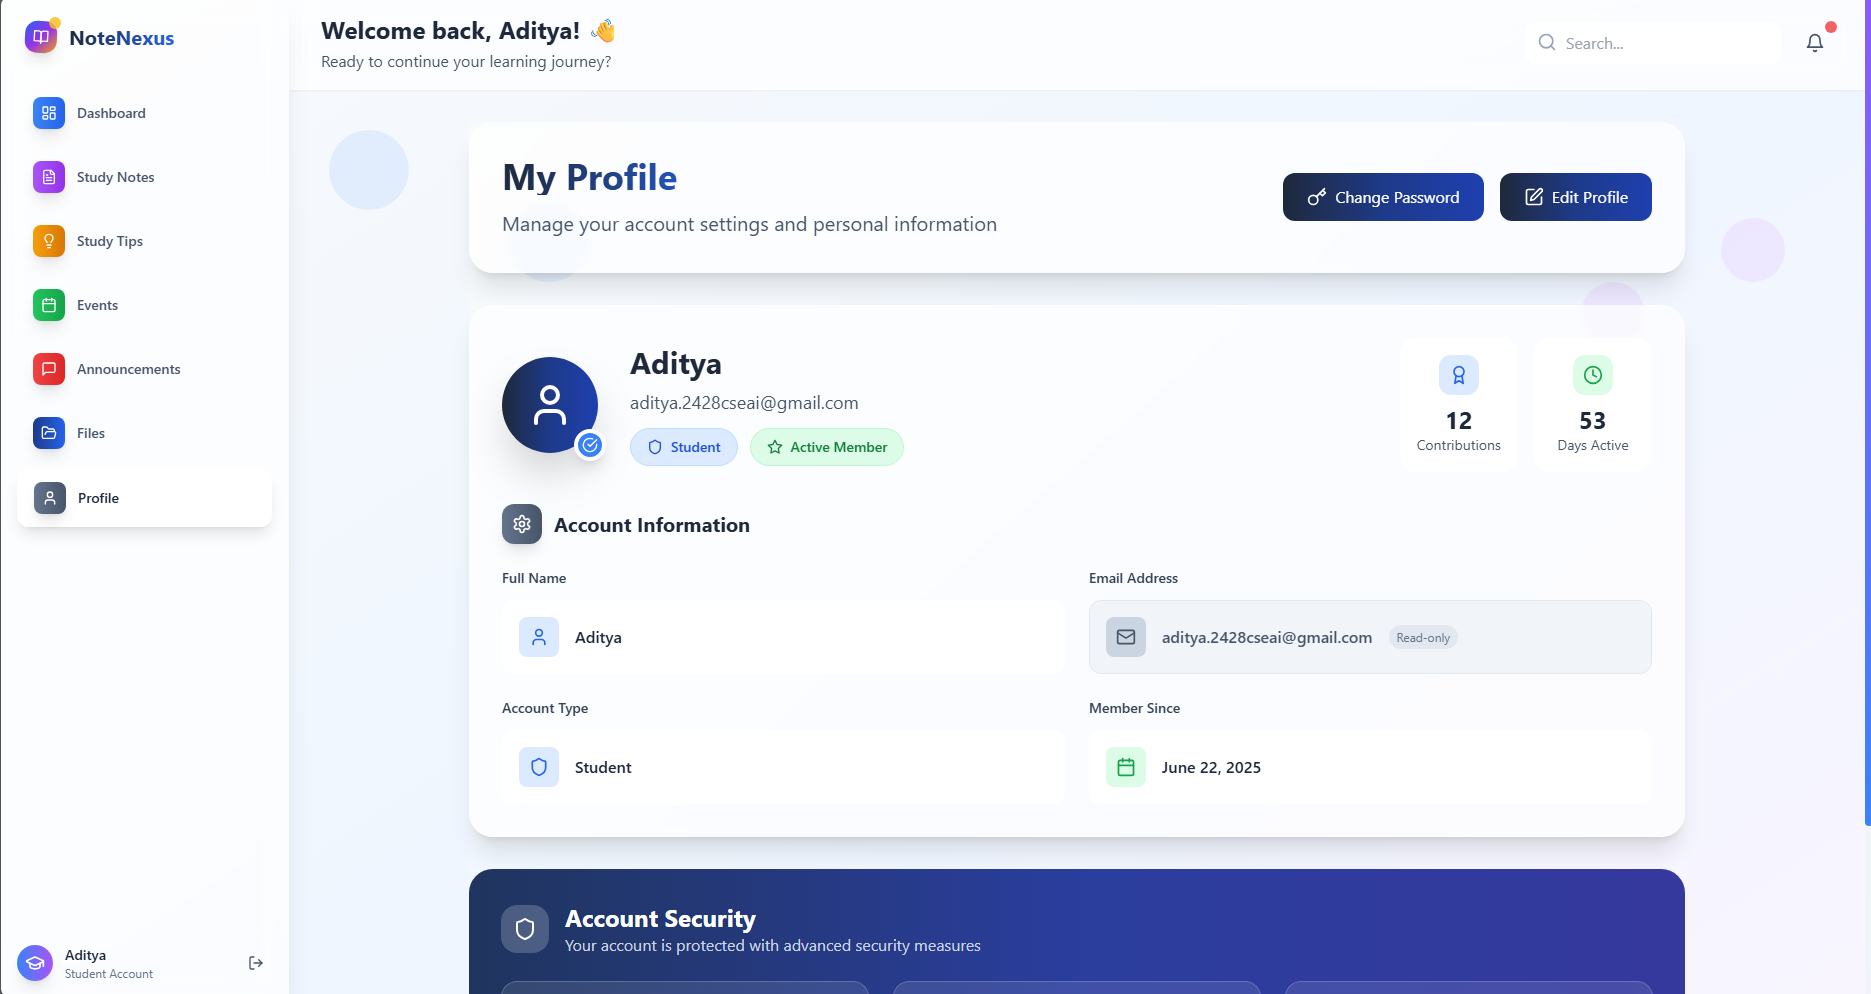 NoteNexus
Dashboard
Study Notes
Study Tips
Events
Announcements
Files
Profile
Aditya
Student Account
Welcome back, Aditya! 👋
Ready to continue your learning journey?
Search...
My Profile
Manage your account settings and personal information
Change Password
Edit Profile
Aditya
aditya.2428cseai@gmail.com
Student
Active Member
12
Contributions
53
Days Active
Account Information
Full Name
Aditya
Email Address
aditya.2428cseai@gmail.com
Read-only
Account Type
Student
Member Since
June 22, 2025
Account Security
Your account is protected with advanced security measures